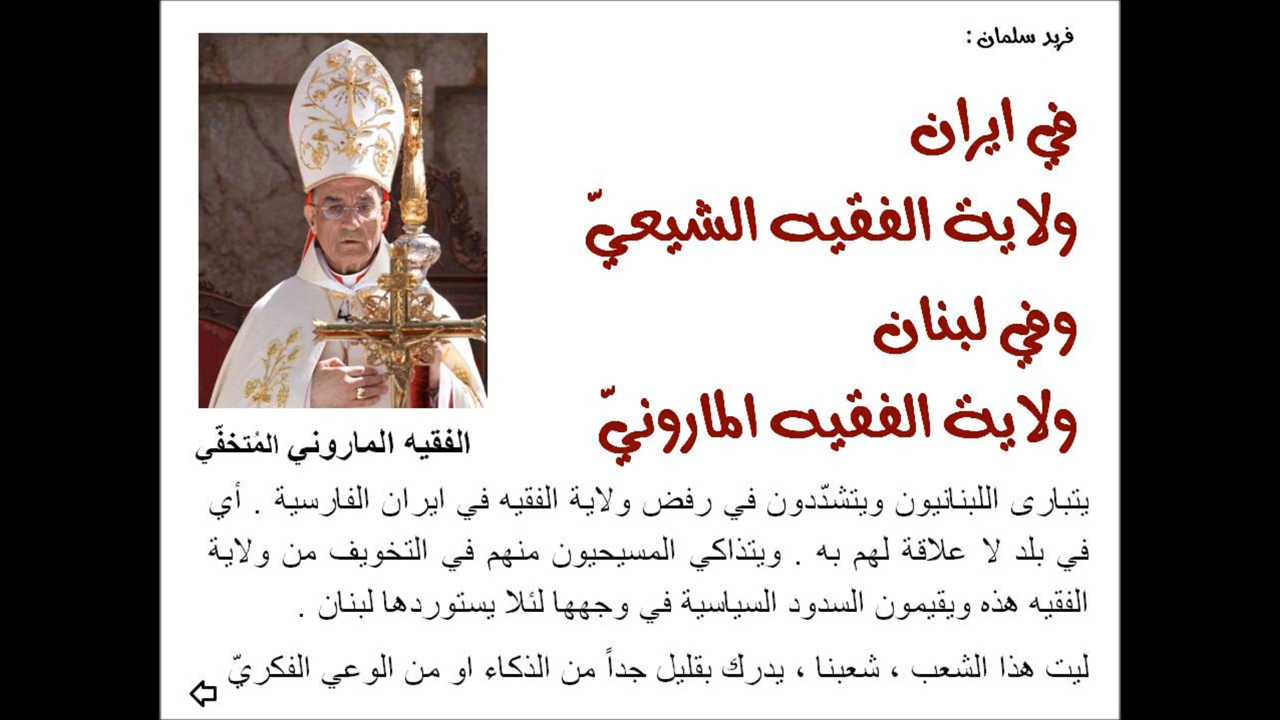 فريد سلمان :
في ايران
ولاية الفقيه الشيعيّ
وفي لبنان
ولاية الفقيه المارونيّ
الفقيه الماروني المُتخفّي
يتبارى اللبنانيون ويتشدّدون في رفض ولاية الفقيه في ايران الفارسية . أي
في بلد لا علاقة لهم به . ويتذاكي المسيحيون منهم في التخويف من ولاية
الفقيه هذه ويقيمون السدود السياسية في وجهها لئلا يستوردها لبنان .
ليت هذا الشعب ، شعبنا ، يدرك بقليل جداً من الذكاء او من الوعي الفكريّ